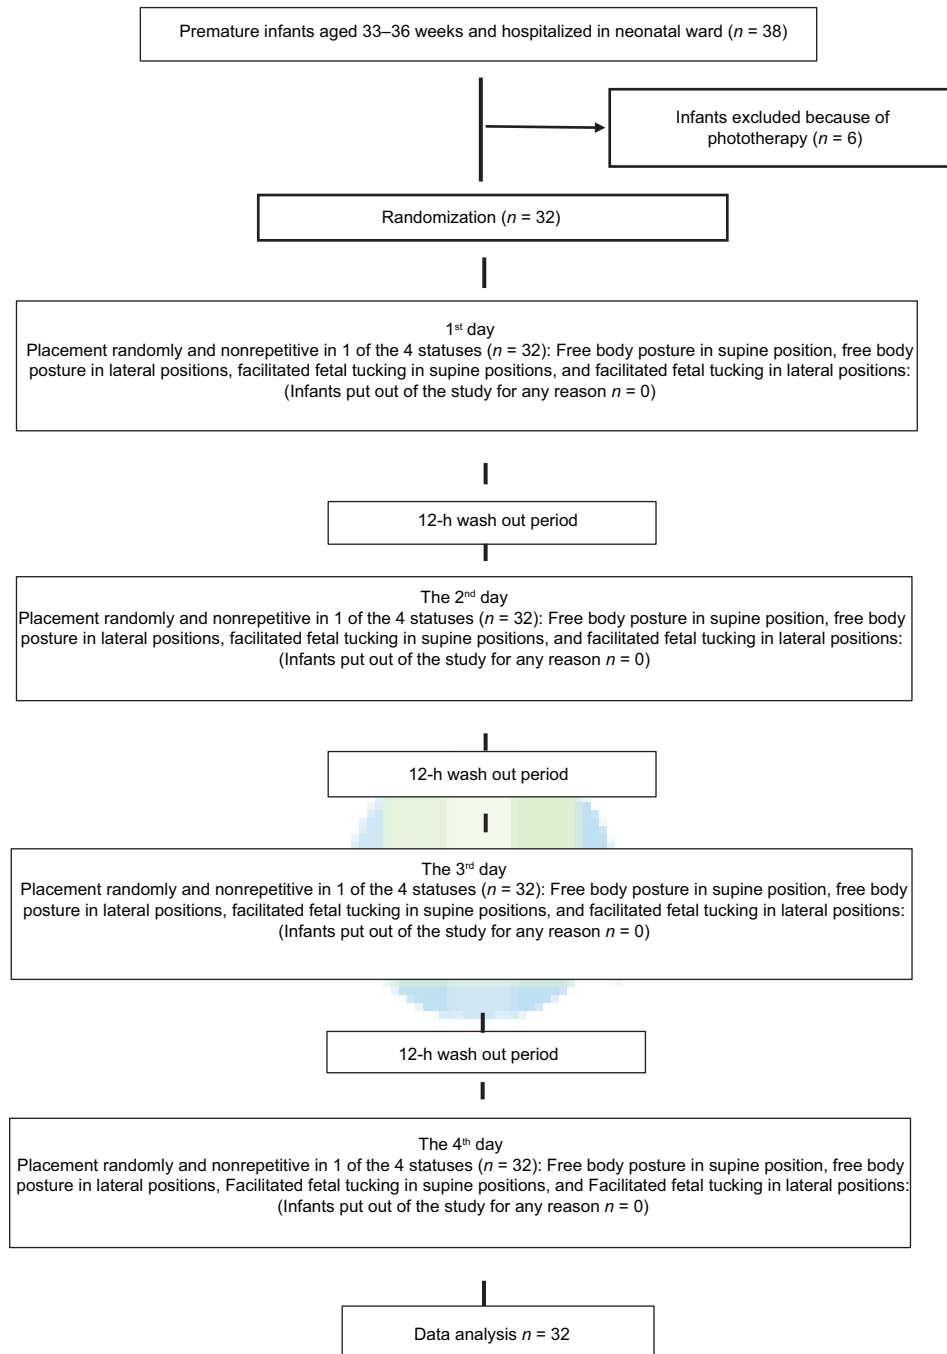 Premature infants aged 33–36 weeks and hospitalized in neonatal ward (n = 38)
Infants excluded because of
phototherapy (n = 6)
Randomization (n = 32)
1st day
Placement randomly and nonrepetitive in 1 of the 4 statuses (n = 32): Free body posture in supine position, free body
posture in lateral positions, facilitated fetal tucking in supine positions, and facilitated fetal tucking in lateral positions:
(Infants put out of the study for any reason n = 0)
12-h wash out period
The 2nd day
Placement randomly and nonrepetitive in 1 of the 4 statuses (n = 32): Free body posture in supine position, free body
posture in lateral positions, facilitated fetal tucking in supine positions, and facilitated fetal tucking in lateral positions:
(Infants put out of the study for any reason n = 0)
12-h wash out period
The 3rd day
Placement randomly and nonrepetitive in 1 of the 4 statuses (n = 32): Free body posture in supine position, free body
posture in lateral positions, facilitated fetal tucking in supine positions, and facilitated fetal tucking in lateral positions:
(Infants put out of the study for any reason n = 0)
12-h wash out period
The 4th day
Placement randomly and nonrepetitive in 1 of the 4 statuses (n = 32): Free body posture in supine position, free body
posture in lateral positions, Facilitated fetal tucking in supine positions, and Facilitated fetal tucking in lateral positions:
(Infants put out of the study for any reason n = 0)
Data analysis n = 32